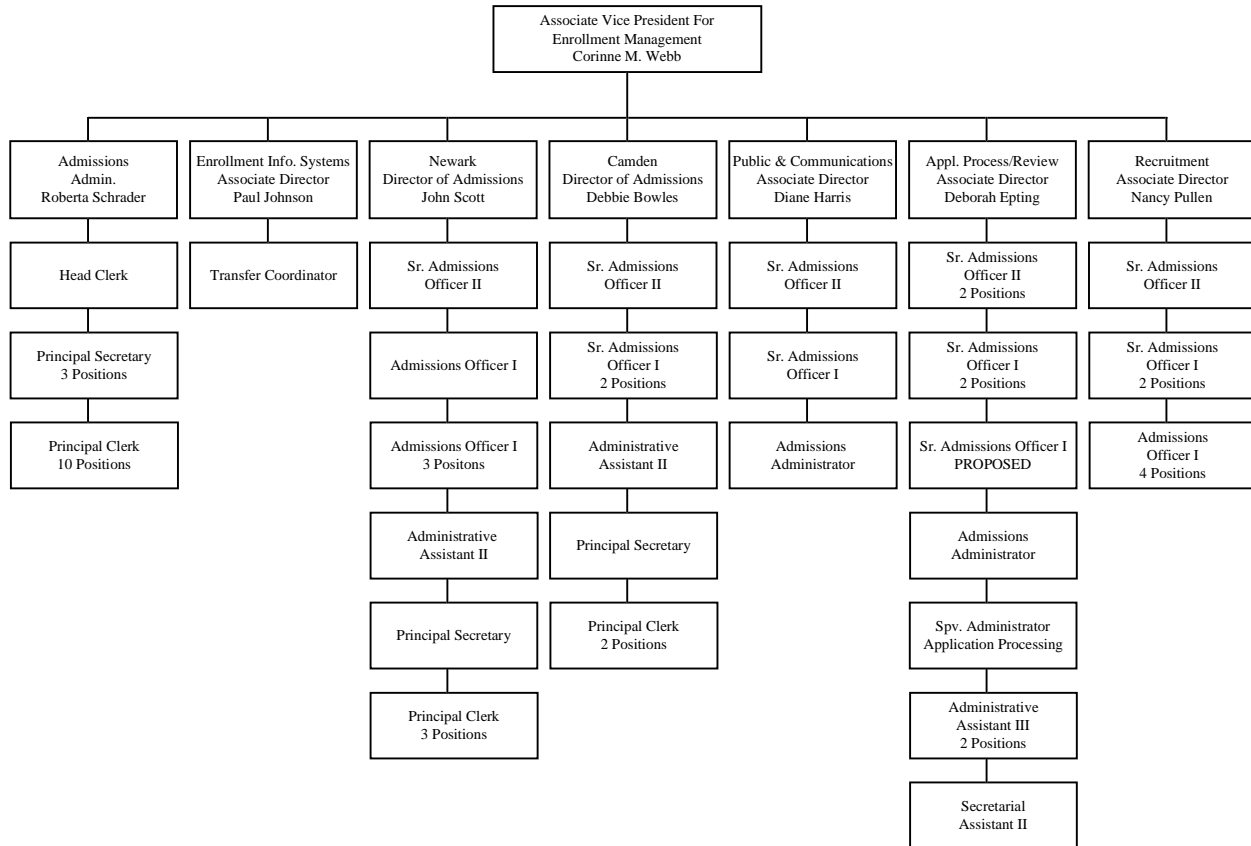 Associate Vice President For
Enrollment Management
Corinne M. Webb
Admissions
Admin.
Roberta Schrader
Head Clerk
Principal Secretary
3 Positions
Principal Clerk
10 Positions
Enrollment Info. Systems
Associate Director
Paul Johnson
Transfer Coordinator
Newark
Director of Admissions
John Scott
Sr. Admissions
Officer II
Admissions Officer I
Admissions Officer I
3 Positons
Administrative
Assistant II
Principal Secretary
Principal Clerk
3 Positions
Camden
Director of Admissions
Debbie Bowles
Sr. Admissions
Officer II
Sr. Admissions
Officer I
2 Positions
Administrative
Assistant II
Principal Secretary
Principal Clerk
2 Positions
Public & Communications
Associate Director
Diane Harris
Sr. Admissions
Officer II
Sr. Admissions
Officer I
Admissions
Administrator
Appl. Process/Review
Associate Director
Deborah Epting
Sr. Admissions
Officer II
2 Positions
Sr. Admissions
Officer I
2 Positions
Sr. Admissions Officer I
PROPOSED
Admissions
Administrator
Spv. Administrator
Application Processing
Administrative
Assistant III
2 Positions
Secretarial
Assistant II
Recruitment
Associate Director
Nancy Pullen
Sr. Admissions
Officer II
Sr. Admissions
Officer I
2 Positions
Admissions
Officer I
4 Positions